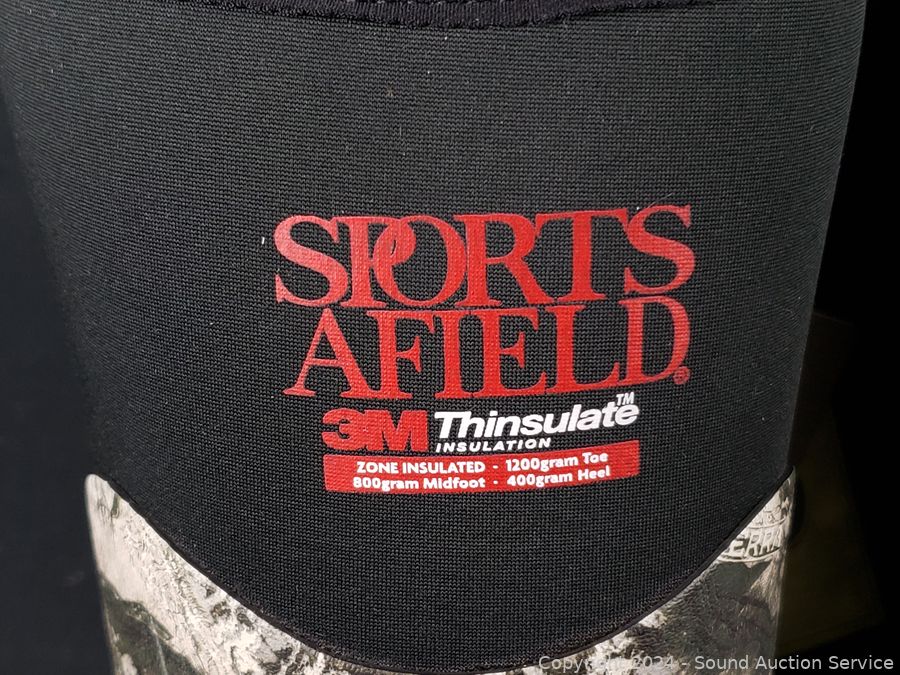 SPORTS
AFIELD®
3M Thinsulate™
INSULATION
ZONE INSULATED · 1200gram Toe
800gram Midfoot · 400gram Heel
Copyright 2024 - Sound Auction Service